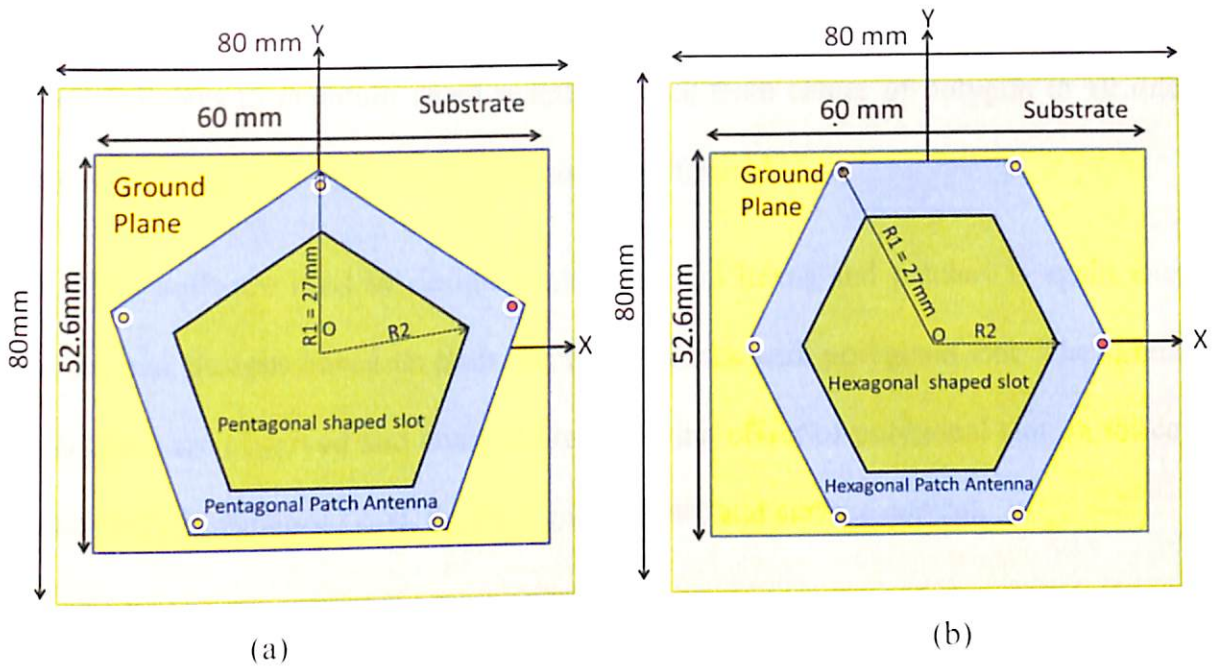 80 mm
Y
Substrate
60 mm
Ground
Plane
80mm
52.6mm
R1 = 27mm
O
R2
X
Pentagonal shaped slot
Pentagonal Patch Antenna
(a)
80 mm
Y
60 mm
Substrate
Ground
Plane
80mm
52.6mm
R1 = 27mm
O
R2
X
Hexagonal shaped slot
Hexagonal Patch Antenna
(b)